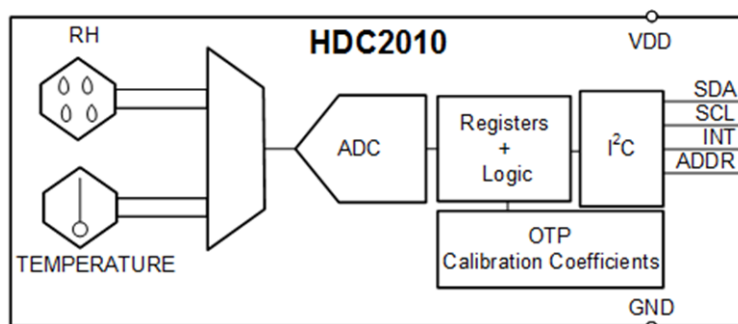 RH
HDC2010
VDD
SDA
SCL
INT
ADDR
ADC
Registers
+
Logic
I²C
TEMPERATURE
OTP
Calibration Coefficients
GND